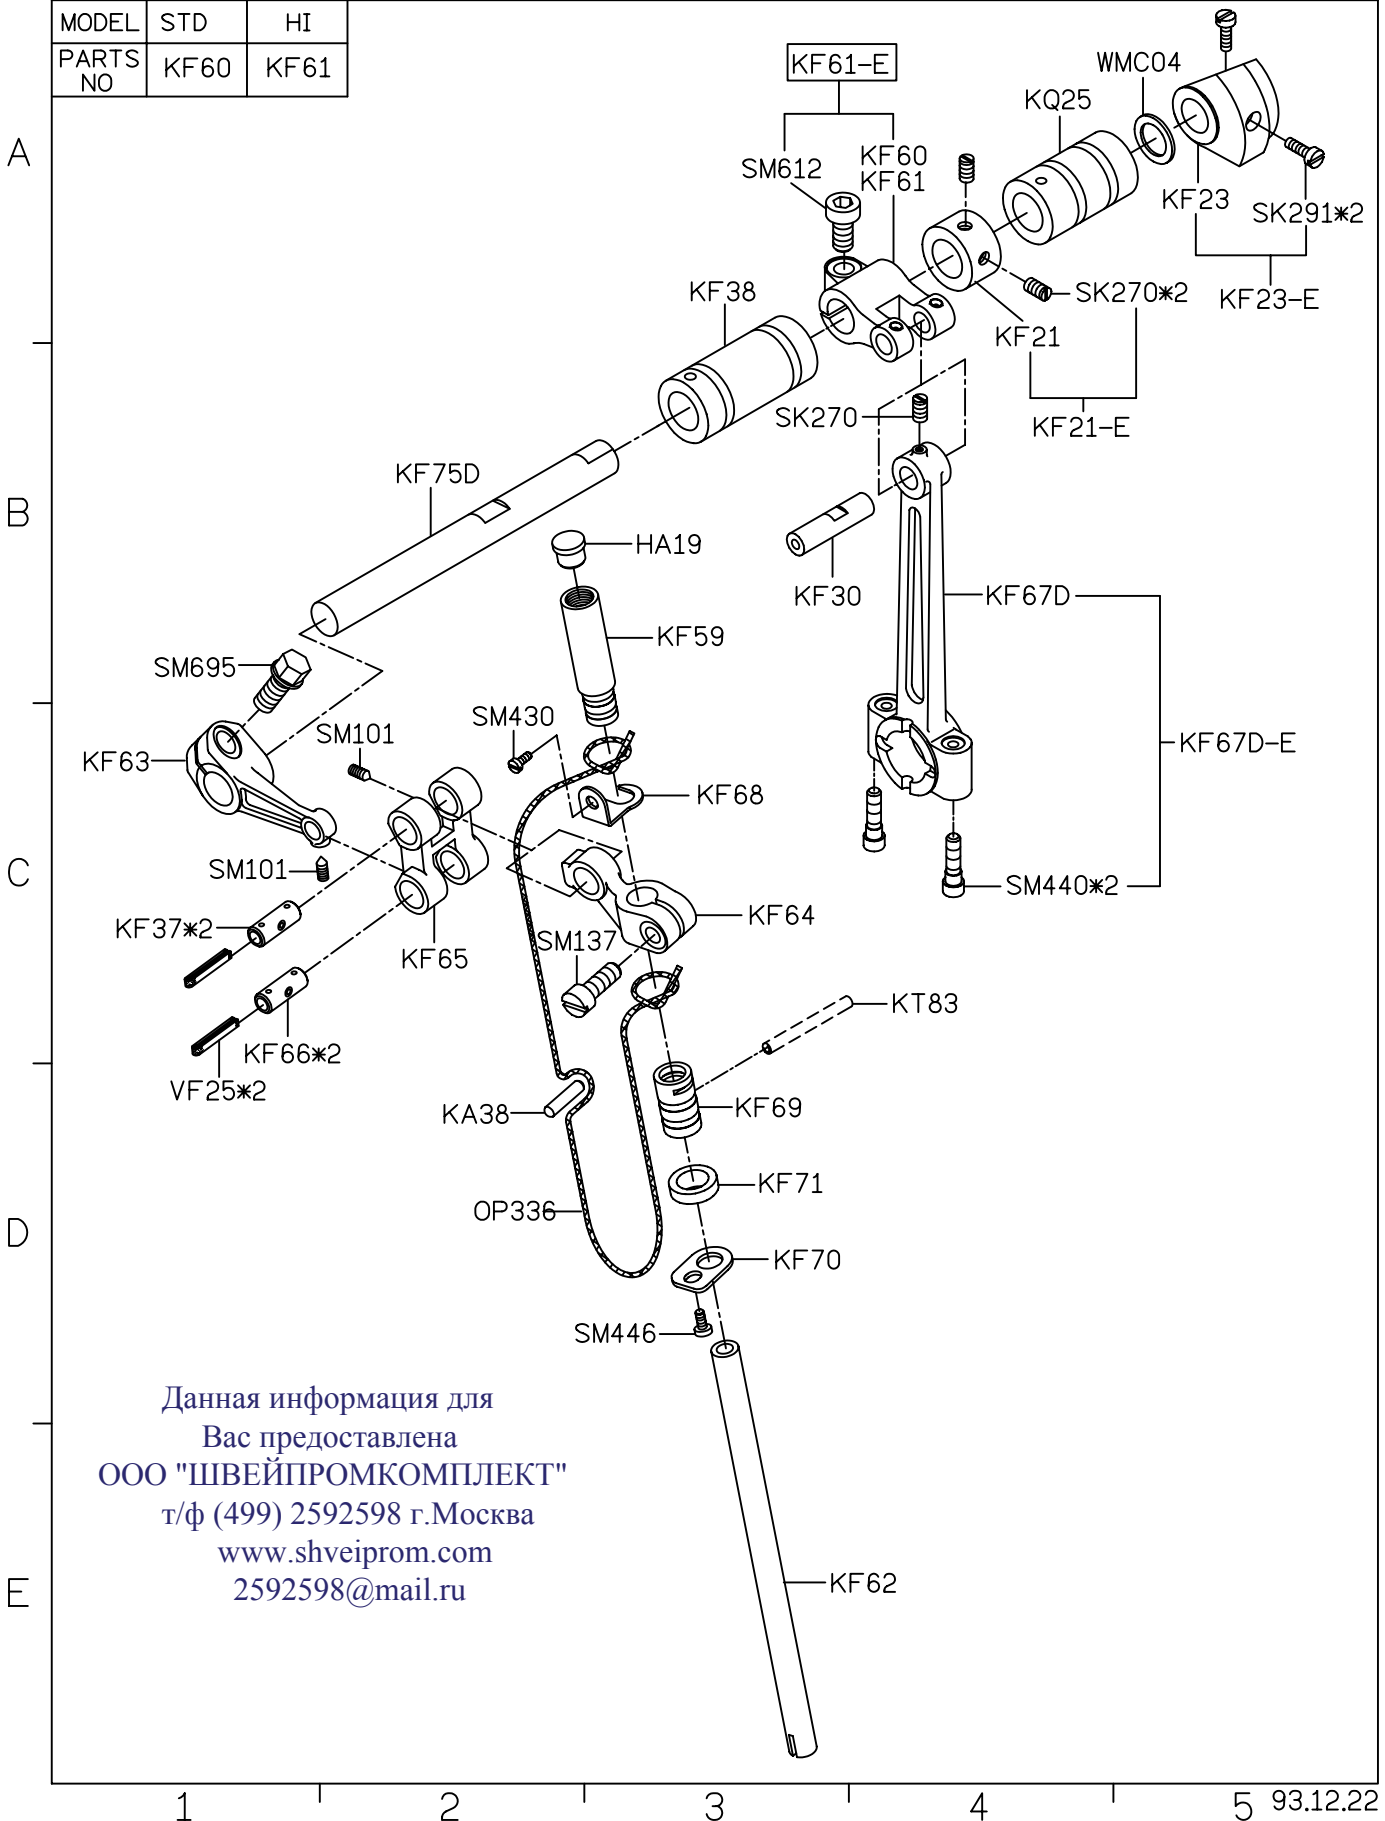 MODEL STD HI
PARTS NO KF60 KF61
KF61-E
WMC04
KQ25
A
SM612
KF60
KF61
KF23
SK291*2
KF38
SK270*2
KF23-E
KF21
SK270
KF21-E
KF75D
B
HA19
KF30
KF67D
KF59
SM695
SM430
SM101
KF63
KF67D-E
KF68
C
SM101
SM440*2
KF37*2
KF64
KF65
SM137
KT83
KF66*2
VF25*2
KA38
KF69
KF71
OP336
D
KF70
SM446
Данная информация для
Вас предоставлена
ООО "ШВЕЙПРОМКОМПЛЕКТ"
т/ф (499) 2592598 г.Москва
www.shveiprom.com
2592598@mail.ru
KF62
E
1 2 3 4 5 93.12.22